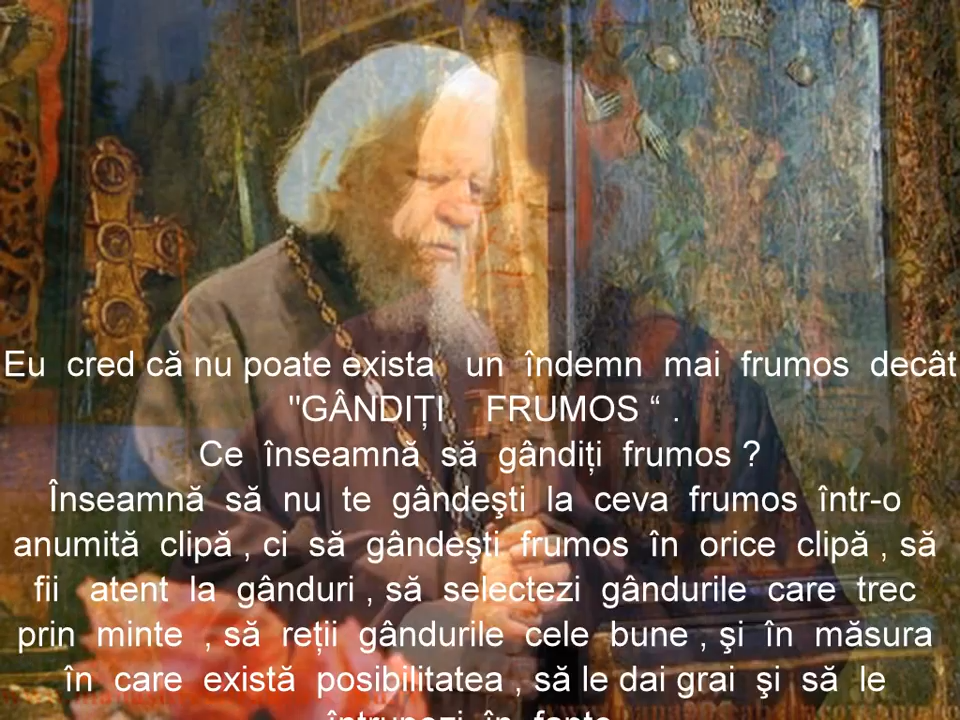 Eu cred că nu poate exista un îndemn mai frumos decât
"GÂNDIȚI FRUMOS “ .
Ce înseamnă să gândiți frumos ?
Înseamnă să nu te gândeşti la ceva frumos într-o
anumită clipă , ci să gândeşti frumos în orice clipă , să
fii atent la gânduri , să selectezi gândurile care trec
prin minte , să reții gândurile cele bune , şi în măsura
în care există posibilitatea , să le dai grai şi să le
întrupezi în fapte